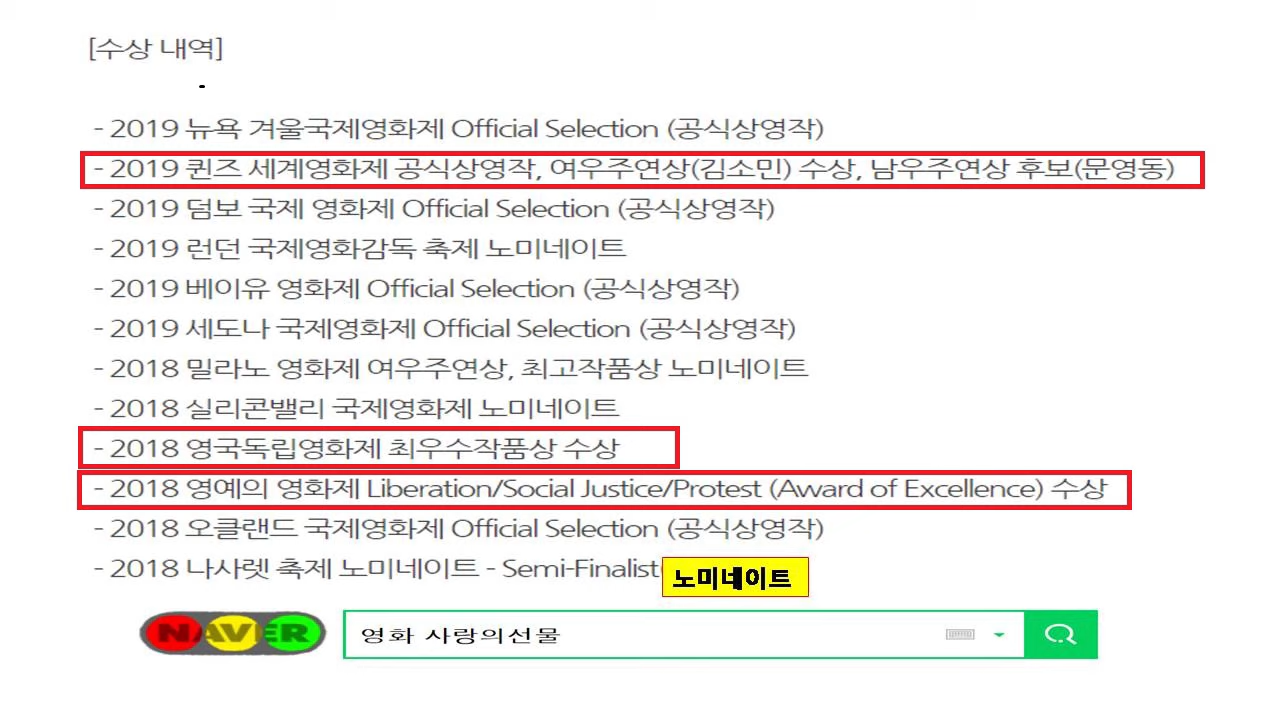 [수상 내역]
- 2019 뉴욕 겨울국제영화제 Official Selection (공식상영작)
- 2019 퀸즈 세계영화제 공식상영작, 여우주연상(김소민) 수상, 남우주연상 후보(문영동)
- 2019 덤보 국제 영화제 Official Selection (공식상영작)
- 2019 런던 국제영화감독 축제 노미네이트
- 2019 베이유 영화제 Official Selection (공식상영작)
- 2019 세도나 국제영화제 Official Selection (공식상영작)
- 2018 밀라노 영화제 여우주연상, 최고작품상 노미네이트
- 2018 실리콘밸리 국제영화제 노미네이트
- 2018 영국독립영화제 최우수작품상 수상
- 2018 영예의 영화제 Liberation/Social Justice/Protest (Award of Excellence) 수상
- 2018 오클랜드 국제영화제 Official Selection (공식상영작)
- 2018 나사렛 축제 노미네이트 - Semi-Finalist(
노미네이트
NAVER 영화 사랑의선물